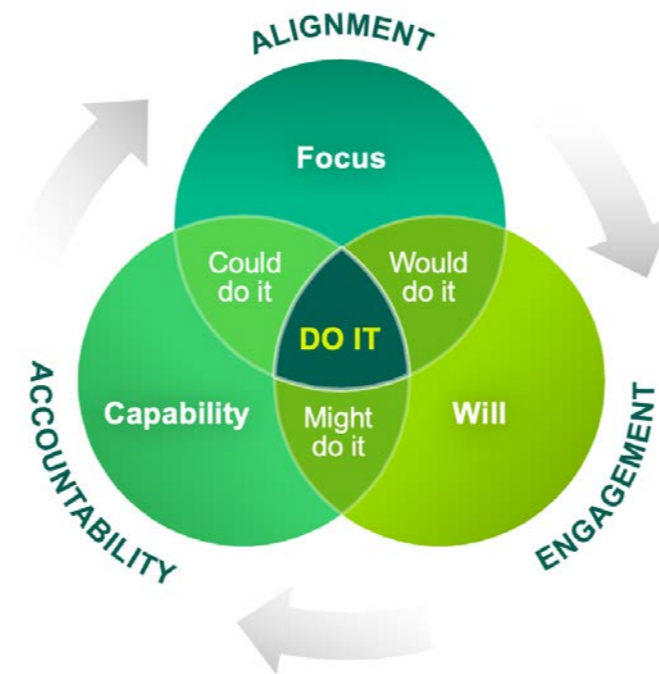 ALIGNMENT
Focus
Could
do it
Would
do it
DO IT
Capability
Might
do it
Will
ACCOUNTABILITY
ENGAGEMENT